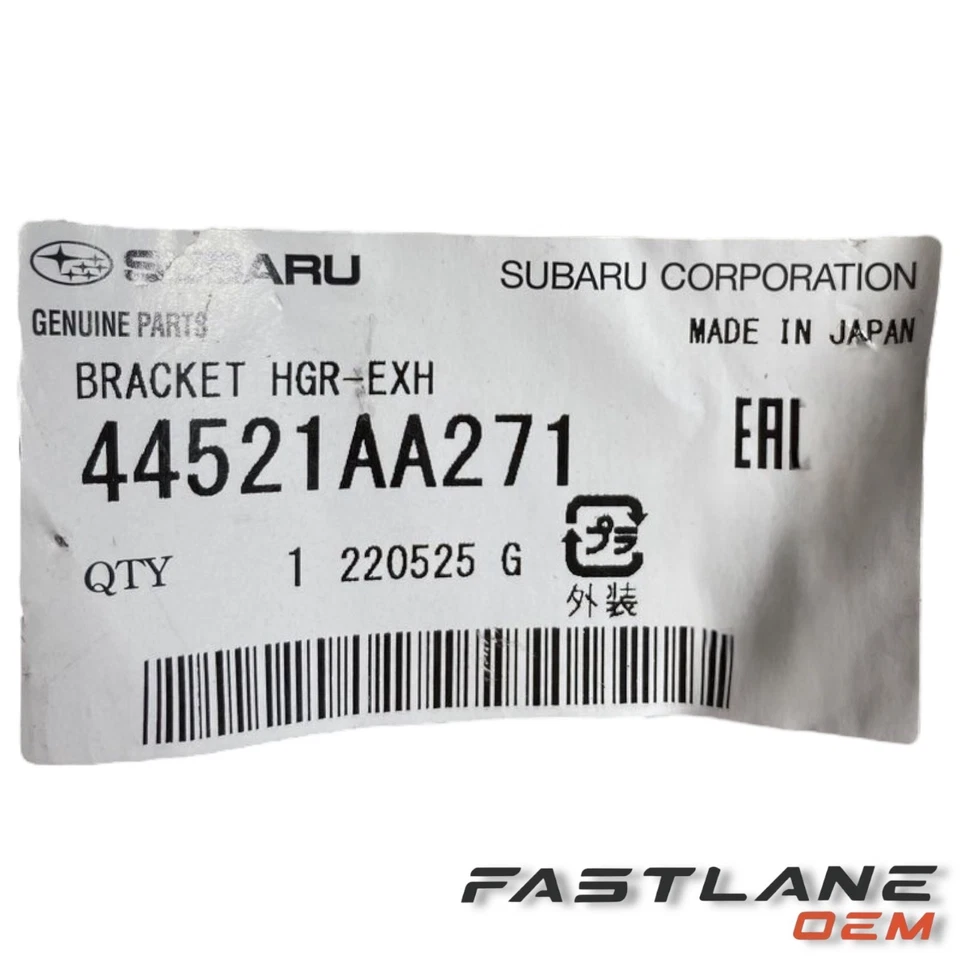 SUBARU
SUBARU CORPORATION
GENUINE PARTS
MADE IN JAPAN
BRACKET HGR-EXH
44521AA271
EAC
プラ
QTY 1 220525 G
外装
FASTLANE
OEM